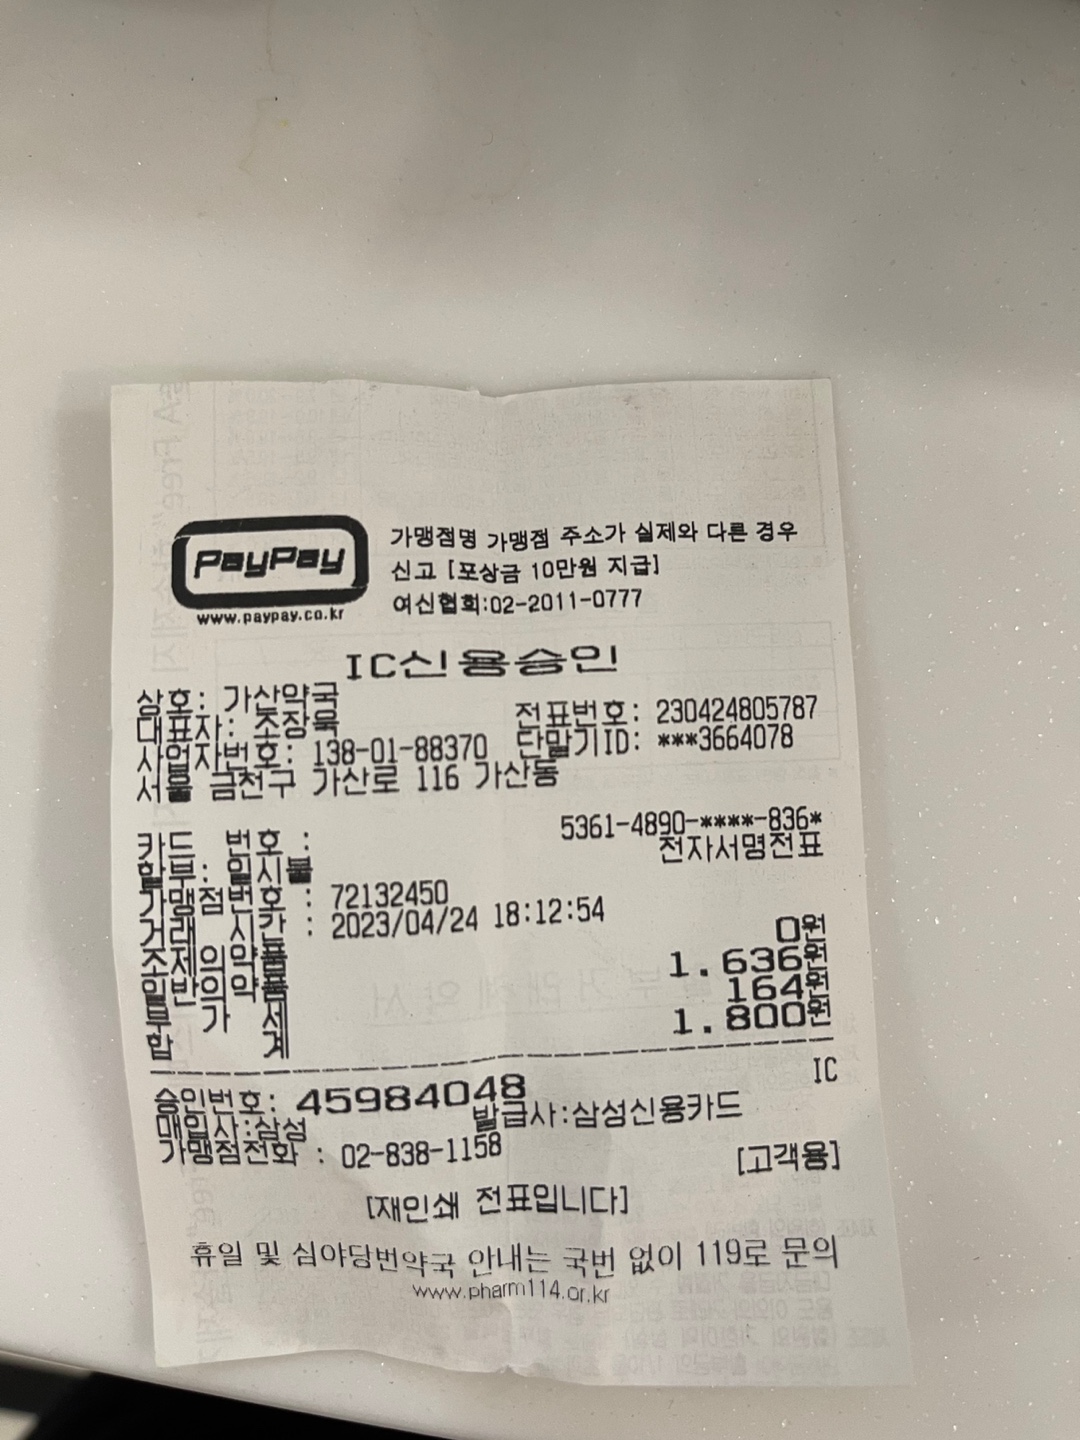 PayPay
www.paypay.co.kr
가맹점명 가맹점 주소가 실제와 다른 경우
신고 [포상금 10만원 지급]
여신협회:02-2011-0777
IC신용승인
상호: 가산약국
대표자: 조장욱 전표번호: 230424805787
사업자번호: 138-01-88370 단말기ID: ***3664078
서울 금천구 가산로 116 가산동
카드 번호 : 5361-4890-****-836*
할부: 일시불 전자서명전표
가맹점번호 : 72132450
거래 시간 : 2023/04/24 18:12:54
조제의약품 0원
일반의약품 1.636원
부 가 세 164원
합 계 1.800원
IC
승인번호: 45984048
매입사:삼성 발급사:삼성신용카드
가맹점전화 : 02-838-1158
[고객용]
[재인쇄 전표입니다]
휴일 및 심야당번약국 안내는 국번 없이 119로 문의
www.pharm114.or.kr